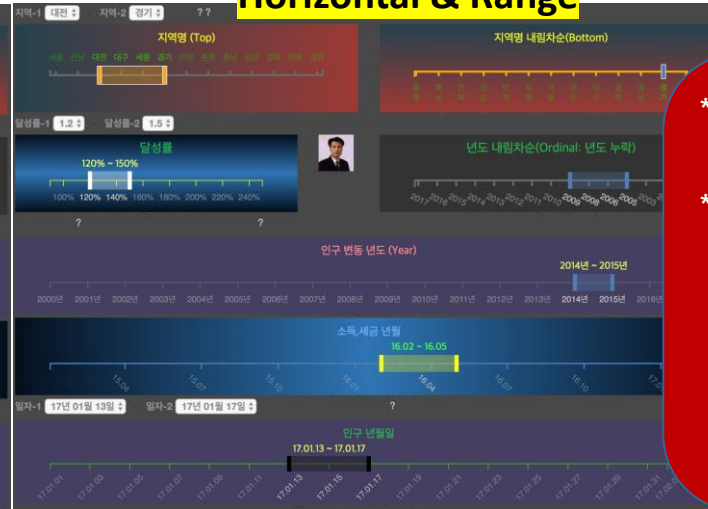 Horizontal & Range
지역-1 대전 지역-2 경기 ??
지역명 (Top)
서울 전남 대전 대구 세종 경기 인천 충북 충남 경남 경북 전북 강원
지역명 내림차순(Bottom)
달성률-1 1.2 달성률-2 1.5
달성률
120% ~ 150%
100% 120% 140% 160% 180% 200% 220% 240%
? ?
년도 내림차순(Ordinal: 년도 누락)
2017 2016 2015 2014 2013 2012 2011 2010 2009 2008 2006 2005 2003
*
*
인구 변동 년도 (Year)
2014년 ~ 2015년
2000년 2001년 2002년 2003년 2004년 2005년 2006년 2007년 2008년 2009년 2010년 2011년 2012년 2013년 2014년 2015년 2016년
소득,세금 년월
16.02 ~ 16.05
15.04 15.07 15.10 16.01 16.04 16.07 16.10
일자-1 17년 01월 13일 일자-2 17년 01월 17일 ?
인구 년월일
17.01.13 ~ 17.01.17
17.01.01 17.01.03 17.01.05 17.01.07 17.01.09 17.01.11 17.01.13 17.01.15 17.01.17 17.01.19 17.01.21 17.01.23 17.01.25 17.01.27 17.01.29 17.01.31